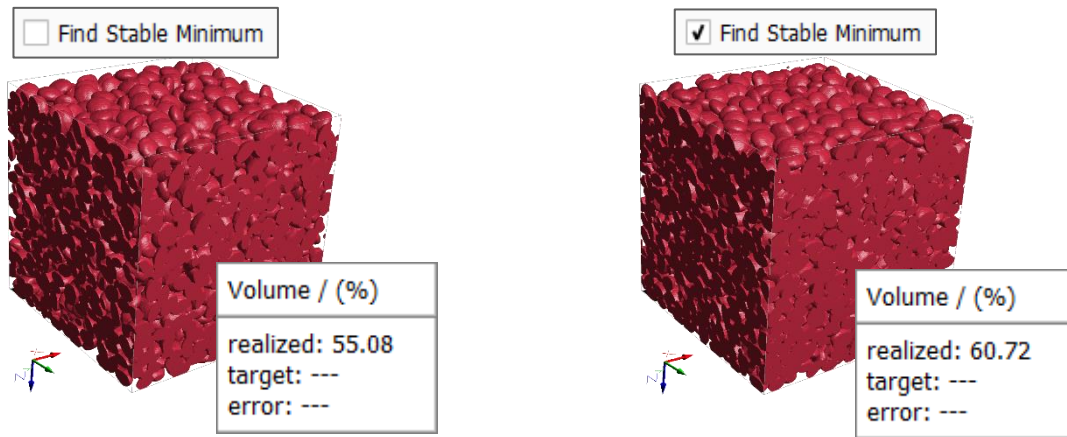 Find Stable Minimum
Volume / (%)
realized: 55.08
target: ---
error: ---
✓ Find Stable Minimum
Volume / (%)
realized: 60.72
target: ---
error: ---